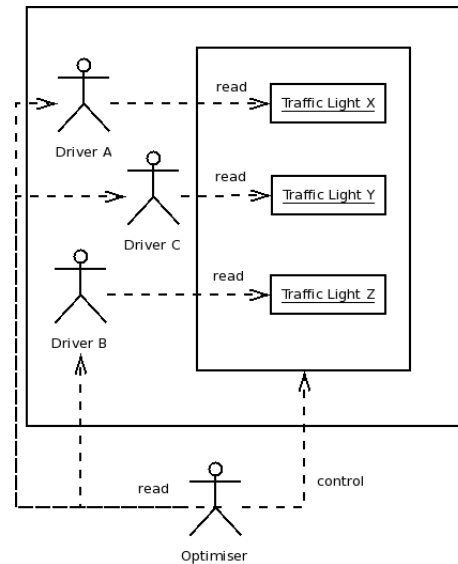 read
Traffic Light X
Driver A
read
Traffic Light Y
Driver C
read
Traffic Light Z
Driver B
read
control
Optimiser